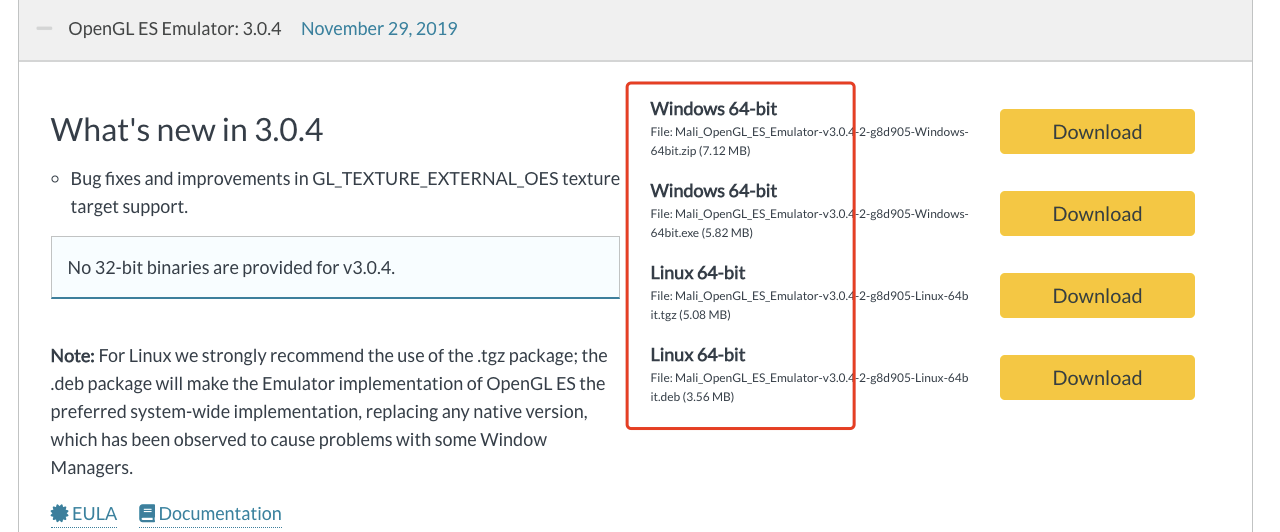 OpenGL ES Emulator: 3.0.4 November 29, 2019
What's new in 3.0.4
Bug fixes and improvements in GL_TEXTURE_EXTERNAL_OES texture
target support.
No 32-bit binaries are provided for v3.0.4.
Note: For Linux we strongly recommend the use of the .tgz package; the
.deb package will make the Emulator implementation of OpenGL ES the
preferred system-wide implementation, replacing any native version,
which has been observed to cause problems with some Window
Managers.
EULA Documentation
Windows 64-bit
File: Mali_OpenGL_ES_Emulator-v3.0.4-2-g8d905-Windows-
64bit.zip (7.12 MB)
Download
Windows 64-bit
File: Mali_OpenGL_ES_Emulator-v3.0.4-2-g8d905-Windows-
64bit.exe (5.82 MB)
Download
Linux 64-bit
File: Mali_OpenGL_ES_Emulator-v3.0.4-2-g8d905-Linux-64b
it.tgz (5.08 MB)
Download
Linux 64-bit
File: Mali_OpenGL_ES_Emulator-v3.0.4-2-g8d905-Linux-64b
it.deb (3.56 MB)
Download